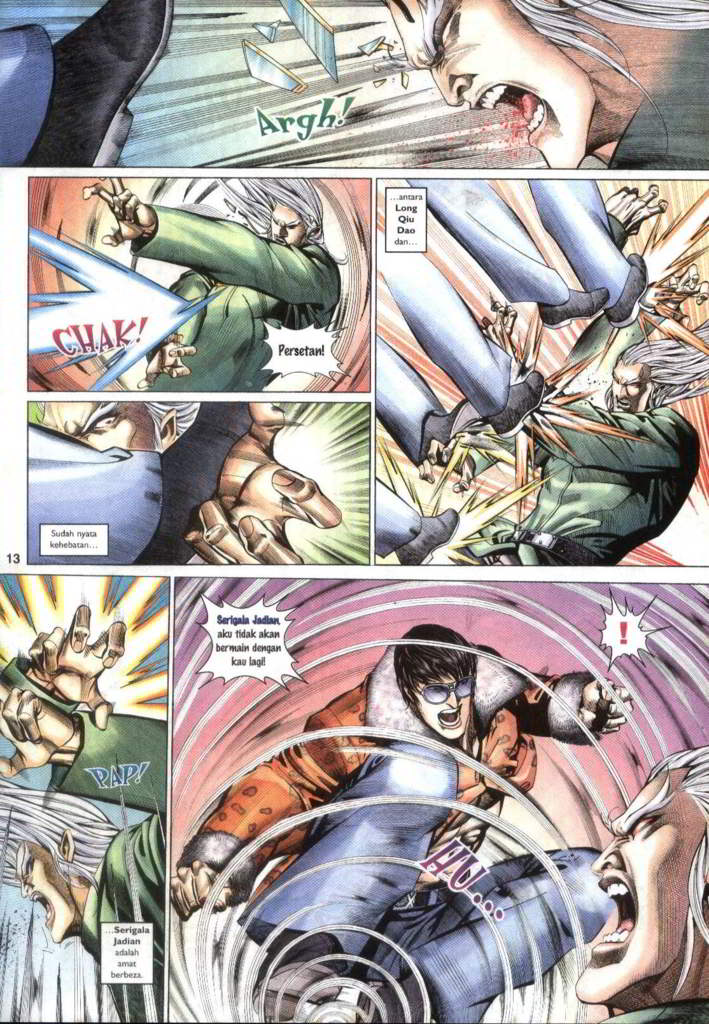 Argh!
CHAK!
Persetan!
Sudah nyata
kehebatan...
...antara
Long
Qiu
Dao
dan...
13
PAP!
...Serigala
Jadian
adalah
amat
berbeza.
Serigala Jadian,
aku tidak akan
bermain dengan
kau lagi!
!
HU...